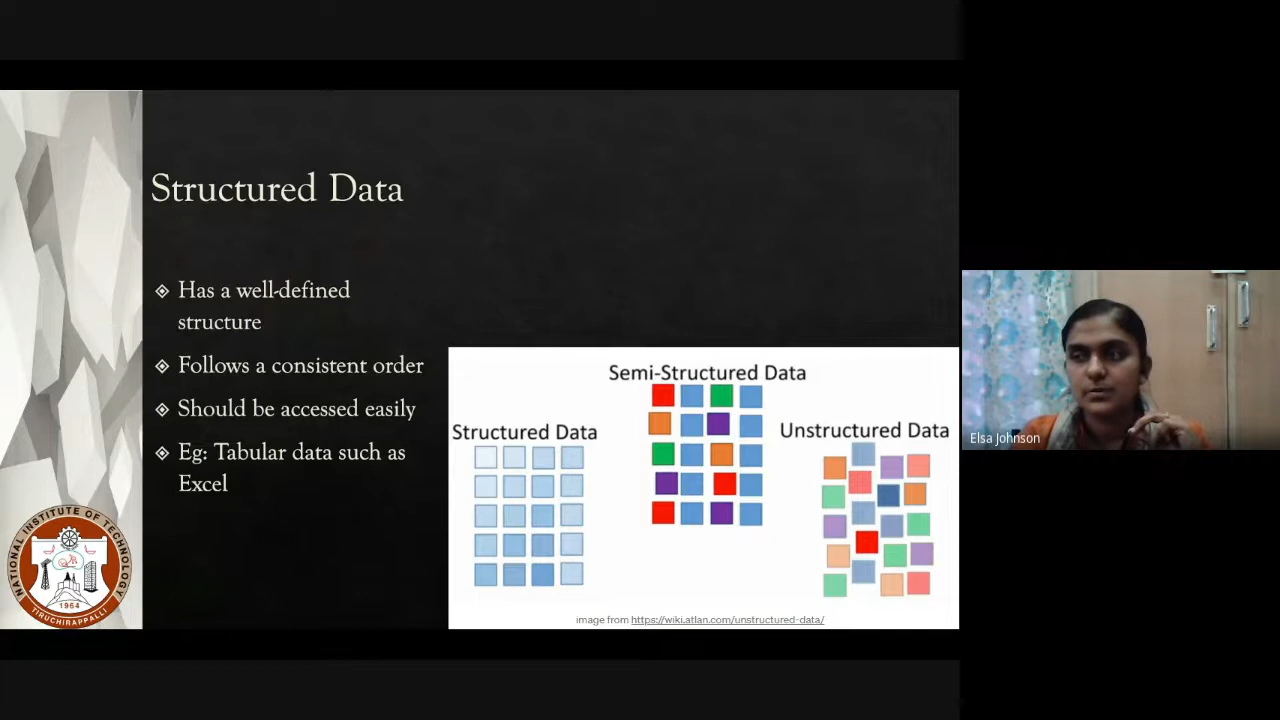 Structured Data
Has a well-defined
structure
Follows a consistent order
Should be accessed easily
Eg: Tabular data such as
Excel
Semi-Structured Data
Structured Data
Unstructured Data
image from https://wiki.atlan.com/unstructured-data/
NATIONAL INSTITUTE OF TECHNOLOGY
1964
TIRUCHIRAPPALLI
Elsa Johnson